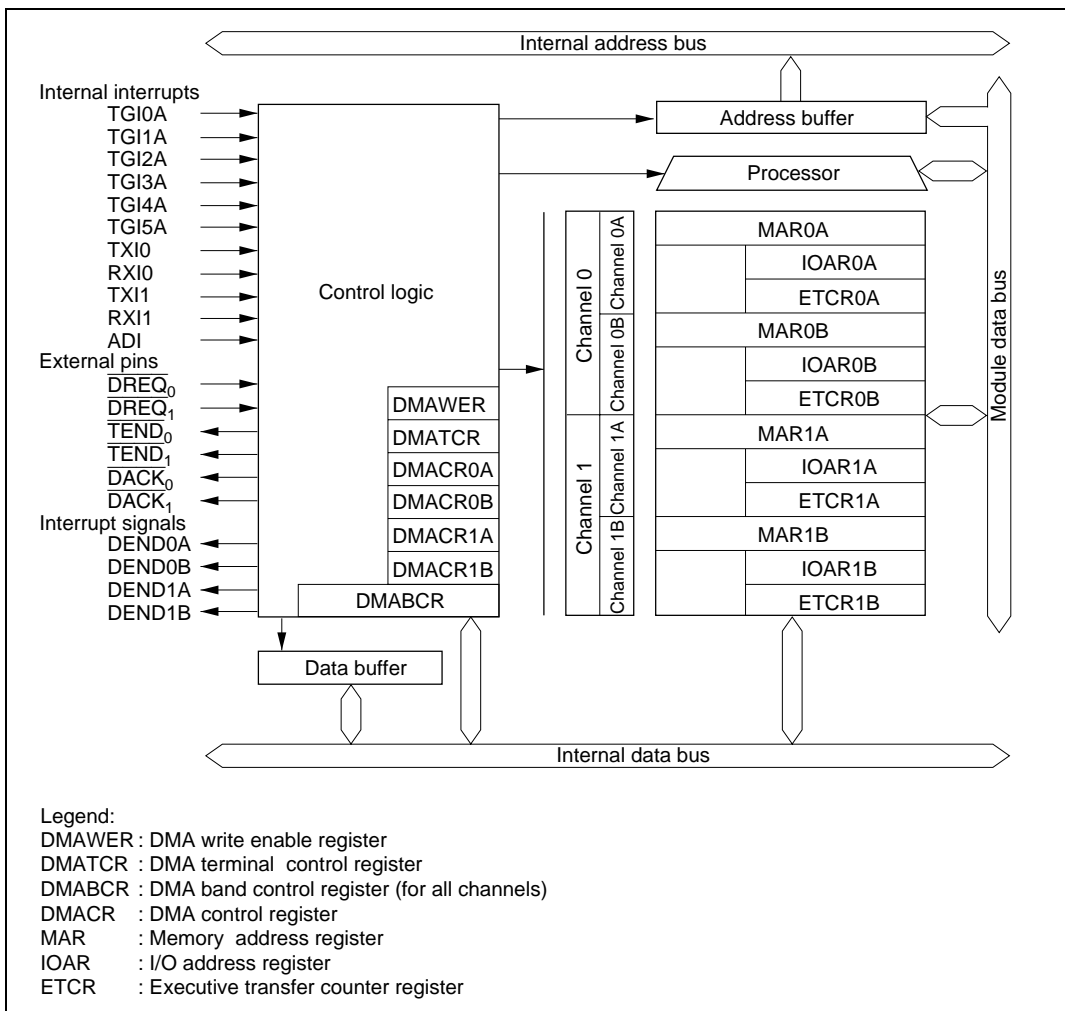 Internal address bus
Internal interrupts
TGI0A
TGI1A
TGI2A
TGI3A
TGI4A
TGI5A
TXI0
RXI0
TXI1
RXI1
ADI
External pins
DREQ0
DREQ1
TEND0
TEND1
DACK0
DACK1
Interrupt signals
DEND0A
DEND0B
DEND1A
DEND1B
Control logic
DMAWER
DMATCR
DMACR0A
DMACR0B
DMACR1A
DMACR1B
DMABCR
Data buffer
Address buffer
Processor
Channel 0
Channel 0A
Channel 0B
Channel 1
Channel 1A
Channel 1B
MAR0A
IOAR0A
ETCR0A
MAR0B
IOAR0B
ETCR0B
MAR1A
IOAR1A
ETCR1A
MAR1B
IOAR1B
ETCR1B
Module data bus
Internal data bus
Legend:
DMAWER : DMA write enable register
DMATCR : DMA terminal control register
DMABCR : DMA band control register (for all channels)
DMACR : DMA control register
MAR : Memory address register
IOAR : I/O address register
ETCR : Executive transfer counter register